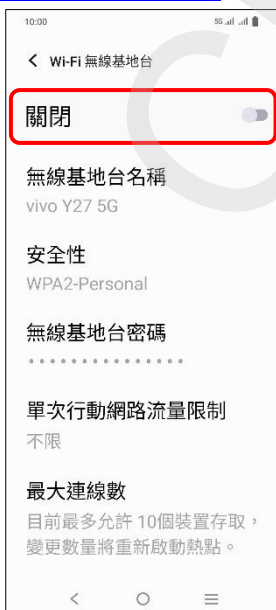 10:00
5G
Wi-Fi 無線基地台
關閉
無線基地台名稱
vivo Y27 5G
安全性
WPA2-Personal
無線基地台密碼
• • • • • • • • • • • • • • •
單次行動網路流量限制
不限
最大連線數
目前最多允許 10個裝置存取，
變更數量將重新啟動熱點。